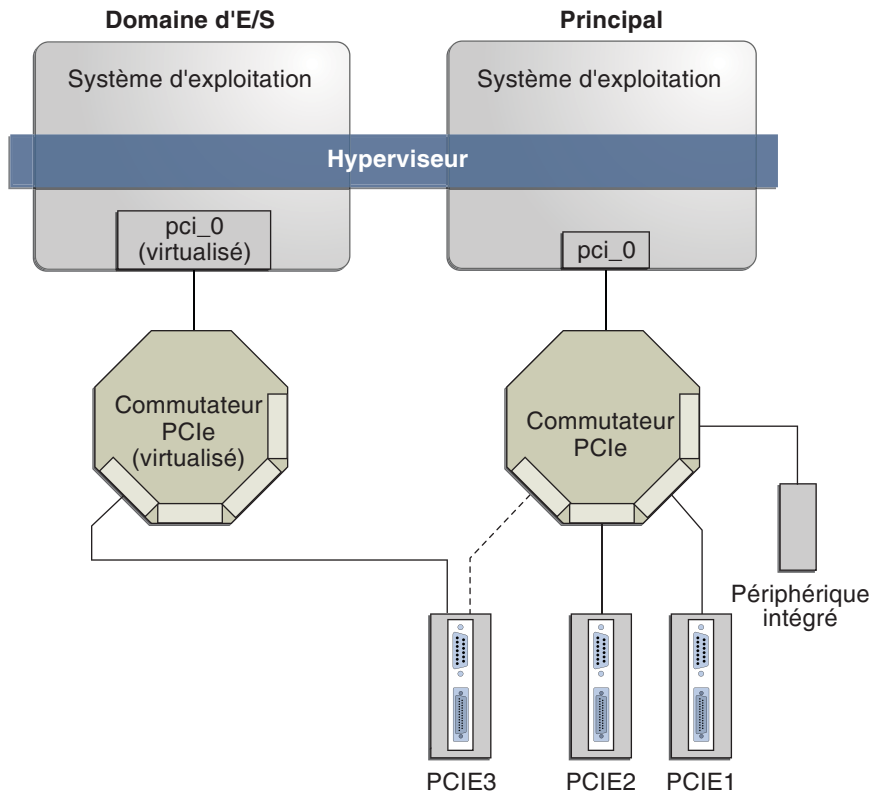 Domaine d'E/S
Principal
Système d'exploitation
Système d'exploitation
Hyperviseur
pci_0
(virtualisé)
pci_0
Commutateur
PCIe
(virtualisé)
Commutateur
PCIe
Périphérique
intégré
PCIE3
PCIE2
PCIE1